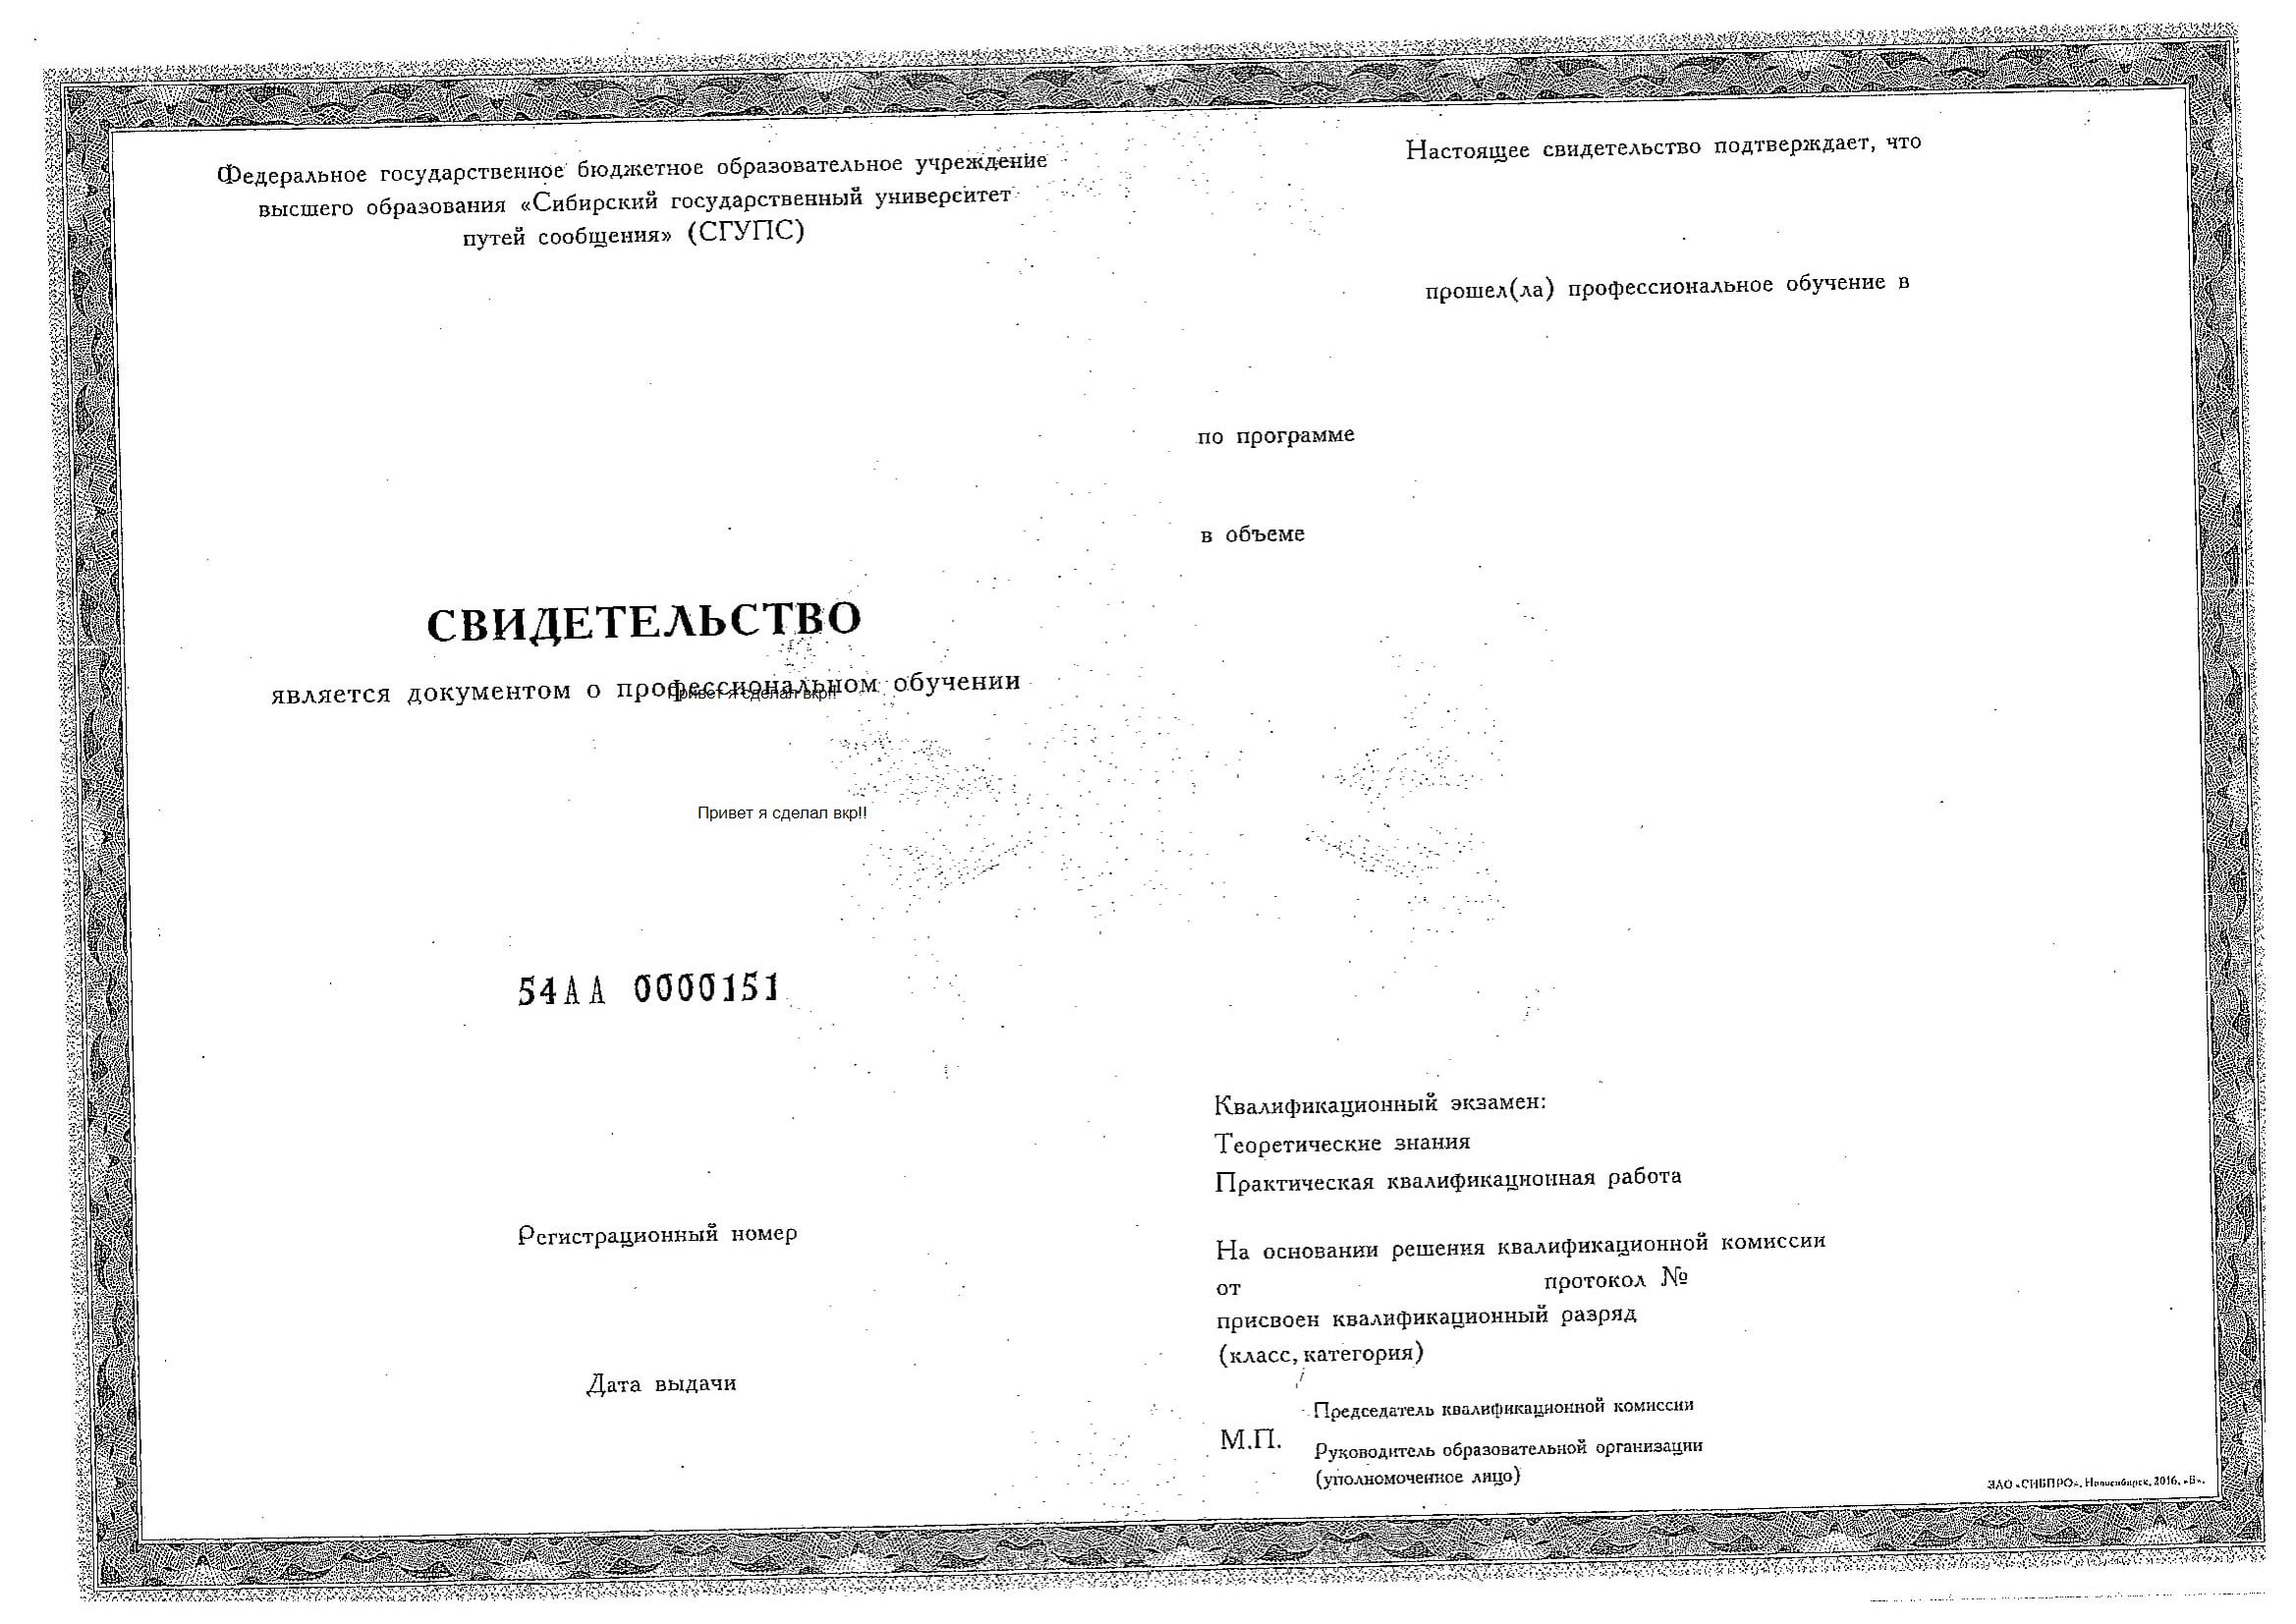 Федеральное государственное бюджетное образовательное учреждение
высшего образования «Сибирский государственный университет
путей сообщения» (СГУПС)
СВИДЕТЕЛЬСТВО
является документом о профессиональном обучении
Привет я сделал вкр!!
Привет я сделал вкр!!
54АА 0000151
Регистрационный номер
Дата выдачи
Настоящее свидетельство подтверждает, что
прошел(ла) профессиональное обучение в
по программе
в объеме
Квалификационный экзамен:
Теоретические знания
Практическая квалификационная работа
На основании решения квалификационной комиссии
от протокол №
присвоен квалификационный разряд
(класс, категория)
Председатель квалификационной комиссии
М.П.
Руководитель образовательной организации
(уполномоченное лицо)
ЗАО «СИБПРО», Новосибирск, 2016, «В».